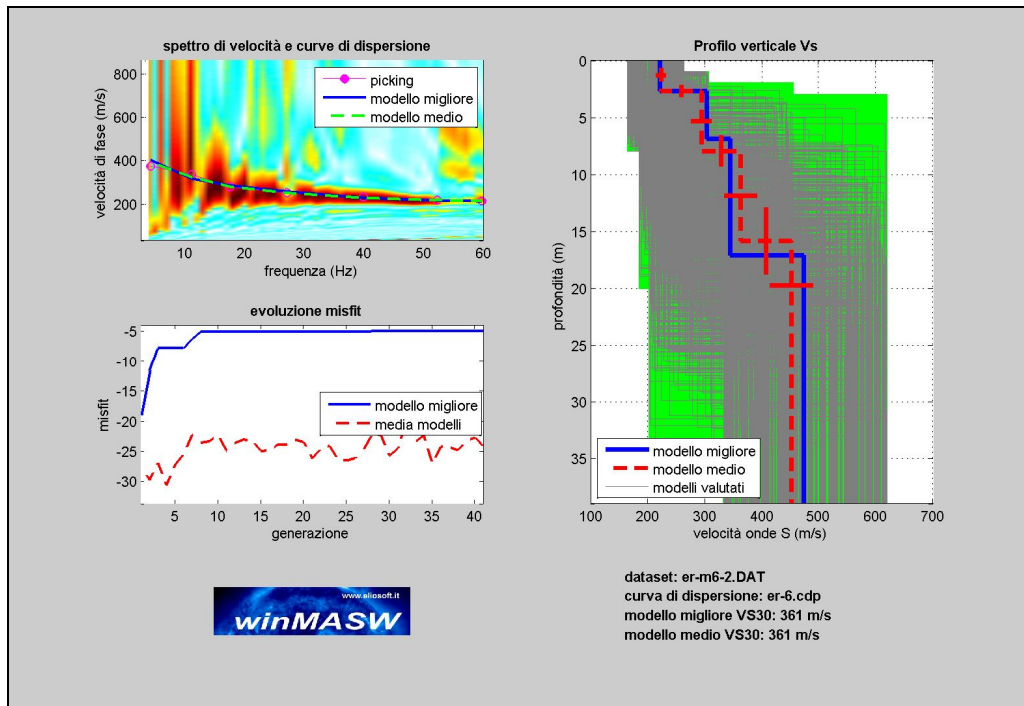 spettro di velocità e curve di dispersione
800
600
400
200
velocità di fase (m/s)
picking
modello migliore
modello medio
10
20
30
40
50
60
frequenza (Hz)
evoluzione misfit
-5
-10
-15
-20
-25
-30
misfit
modello migliore
media modelli
5
10
15
20
25
30
35
40
generazione
Profilo verticale Vs
0
5
10
15
20
25
30
35
profondità (m)
modello migliore
modello medio
modelli valutati
100
200
300
400
500
600
700
velocità onde S (m/s)
www.eliosoft.it
winMASW
dataset: er-m6-2.DAT
curva di dispersione: er-6.cdp
modello migliore VS30: 361 m/s
modello medio VS30: 361 m/s